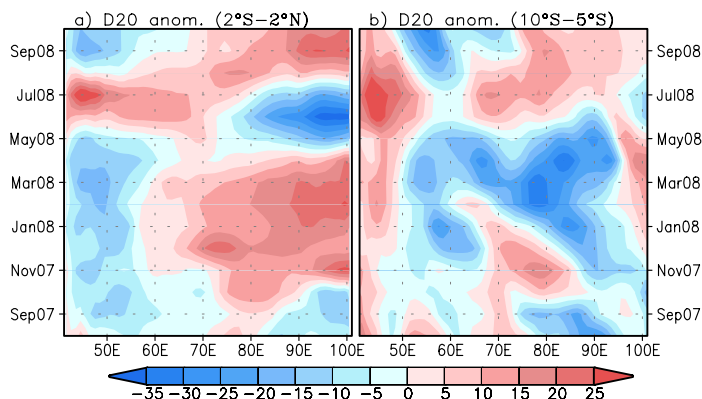 a) D20 anom. (2°S−2°N)
b) D20 anom. (10°S−5°S)
Sep08 Sep08
Jul08 Jul08
May08 May08
Mar08 Mar08
Jan08 Jan08
Nov07 Nov07
Sep07 Sep07
50E 60E 70E 80E 90E 100E 50E 60E 70E 80E 90E 100E
−35 −30 −25 −20 −15 −10 −5 0 5 10 15 20 25